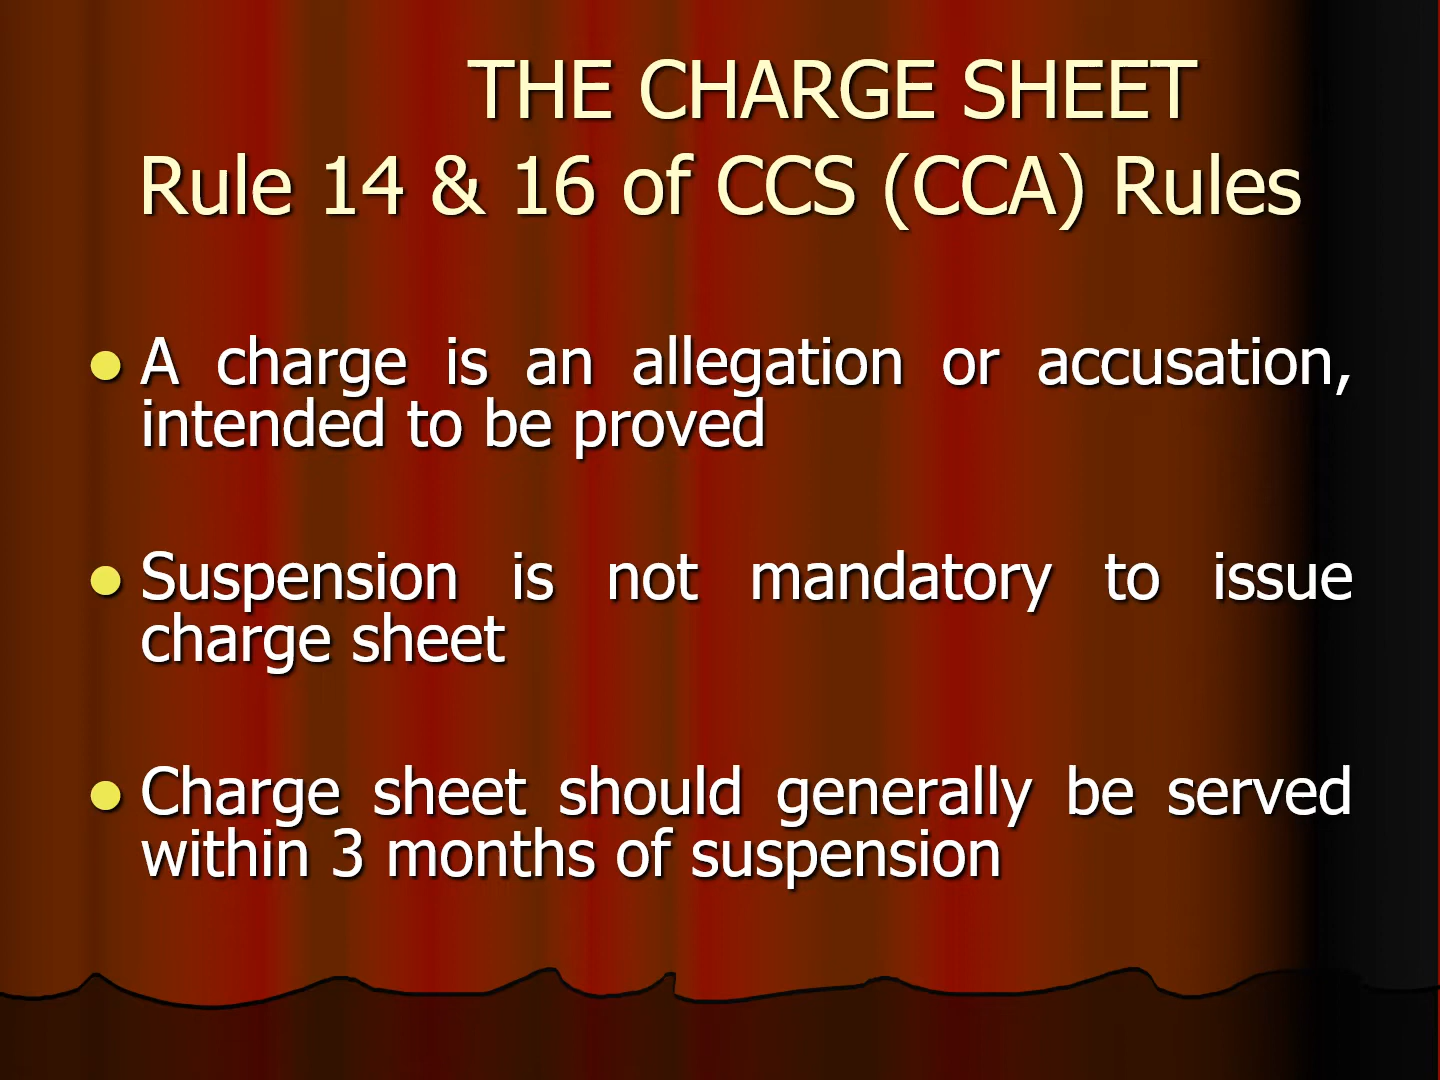 THE CHARGE SHEET
Rule 14 & 16 of CCS (CCA) Rules
A charge is an allegation or accusation,
intended to be proved
Suspension is not mandatory to issue
charge sheet
Charge sheet should generally be served
within 3 months of suspension